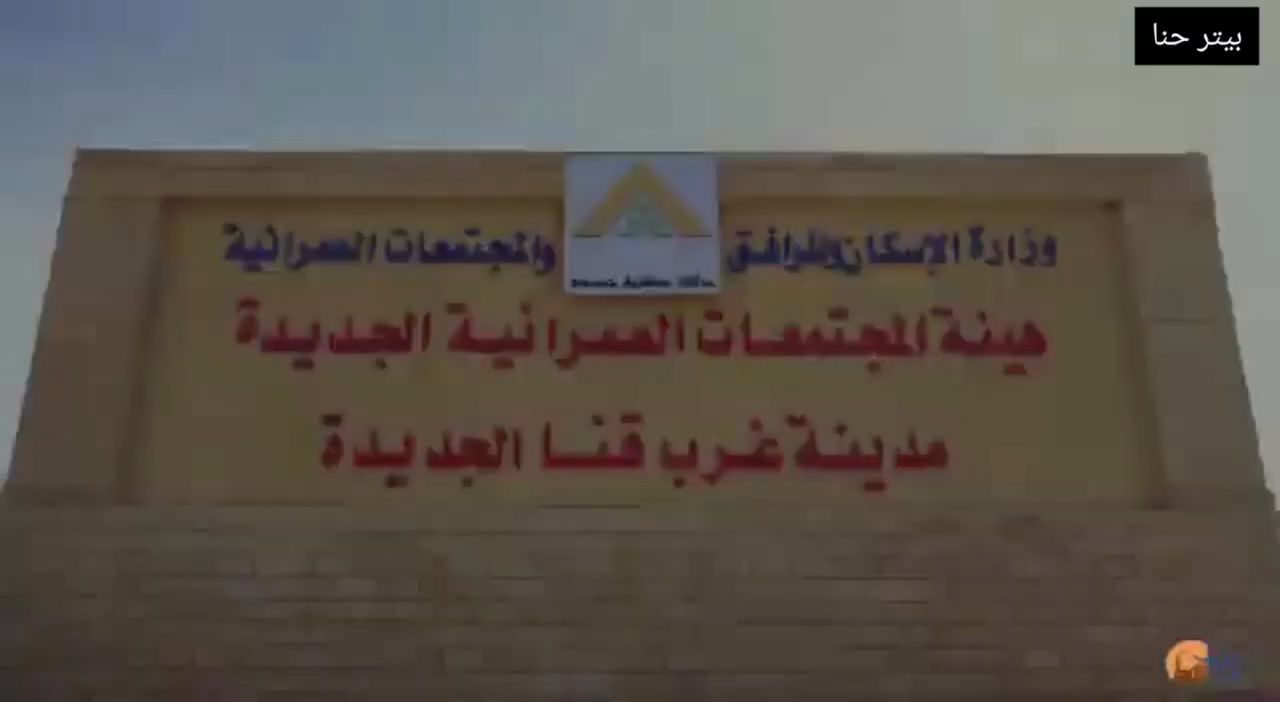 بيتر حنا
وزارة الإسكان والمرافق والمجتمعات العمرانية
هيئة المجتمعات العمرانية الجديدة
مدينة غرب قنا الجديدة